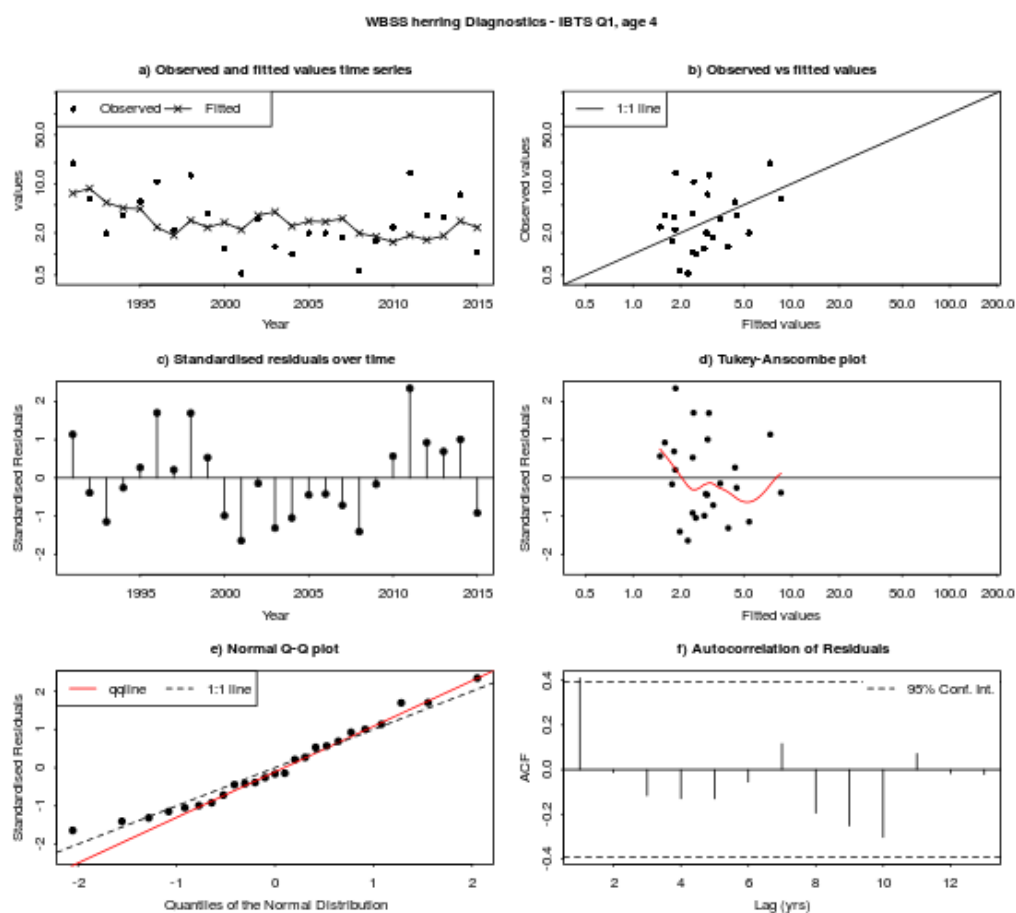 WBSS herring Diagnostics - IBTS Q1, age 4
a) Observed and fitted values time series
Observed Fitted
values
0.5 2.0 10.0 50.0
1995 2000 2005 2010 2015
Year
b) Observed vs fitted values
1:1 line
Observed values
0.5 2.0 10.0 50.0
0.5 1.0 2.0 5.0 10.0 20.0 50.0 100.0 200.0
Fitted values
c) Standardised residuals over time
Standardised Residuals
-2 -1 0 1 2
1995 2000 2005 2010 2015
Year
d) Tukey-Anscombe plot
Standardised Residuals
-2 -1 0 1 2
0.5 1.0 2.0 5.0 10.0 20.0 50.0 100.0 200.0
Fitted values
e) Normal Q-Q plot
qqline 1:1 line
Standardised Residuals
-2 -1 0 1 2
-2 -1 0 1 2
Quantiles of the Normal Distribution
f) Autocorrelation of Residuals
95% Conf. Int.
ACF
-0.4 -0.2 0.0 0.2 0.4
2 4 6 8 10 12
Lag (yrs)